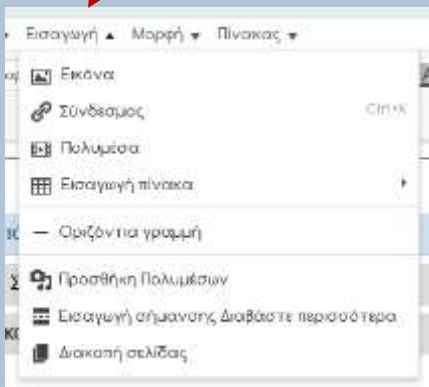 Εισαγωγή ▲ Μορφή ▼ Πίνακας ▼
Εικόνα
Σύνδεσμος Ctrl+K
Πολυμέσα
Εισαγωγή πίνακα
Οριζόντια γραμμή
Προσθήκη Πολυμέσων
Εισαγωγή σήμανσης Διαβάστε περισσότερα
Διακοπή σελίδας